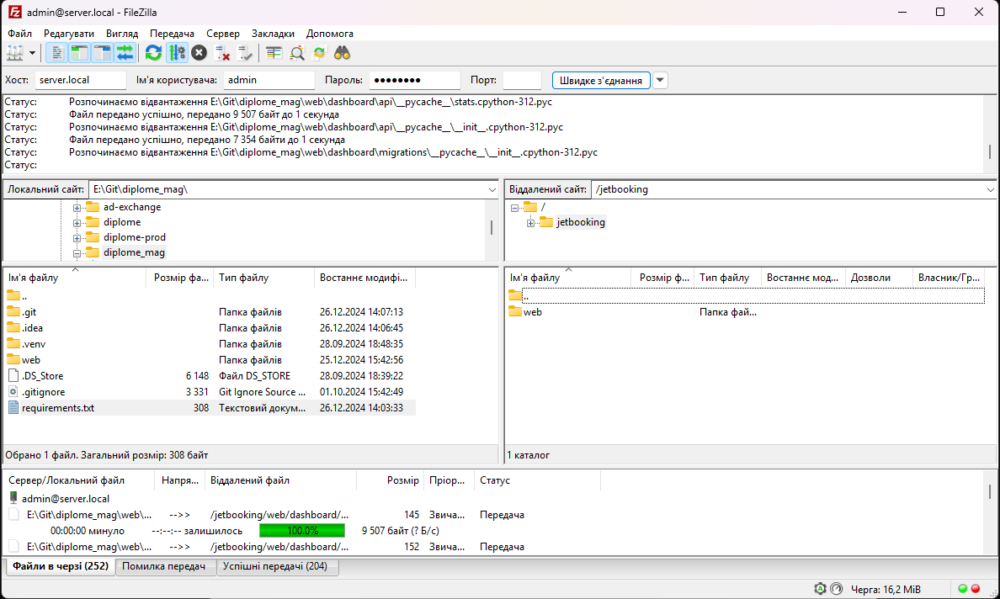 admin@server.local - FileZilla
Файл Редагувати Вигляд Передача Сервер Закладки Допомога
Хост: server.local Ім'я користувача: admin Пароль: ●●●●●●●● Порт: Швидке з'єднання
Статус: Розпочинаємо відвантаження E:\Git\diplome_mag\web\dashboard\api\__pycache__\stats.cpython-312.pyc
Статус: Файл передано успішно, передано 9 507 байт до 1 секунда
Статус: Розпочинаємо відвантаження E:\Git\diplome_mag\web\dashboard\api\__pycache__\__init__.cpython-312.pyc
Статус: Файл передано успішно, передано 7 354 байти до 1 секунда
Статус: Розпочинаємо відвантаження E:\Git\diplome_mag\web\dashboard\migrations\__pycache__\__init__.cpython-312.pyc
Статус:
Локальний сайт: E:\Git\diplome_mag\
ad-exchange
diplome
diplome-prod
diplome_mag
Віддалений сайт: /jetbooking
/
jetbooking
Ім'я файлу Розмір фа... Тип файлу Востаннє модифі...
..
.git Папка файлів 26.12.2024 14:07:13
.idea Папка файлів 26.12.2024 14:06:45
.venv Папка файлів 28.09.2024 18:48:35
web Папка файлів 25.12.2024 15:42:56
.DS_Store 6 148 Файл DS_STORE 28.09.2024 18:39:22
.gitignore 3 331 Git Ignore Source ... 01.10.2024 15:42:49
requirements.txt 308 Текстовий докум... 26.12.2024 14:03:33
Обрано 1 файл. Загальний розмір: 308 байт
Ім'я файлу Розмір ф... Тип файлу Востаннє мод... Дозволи Власник/Гр...
..
web Папка фай...
1 каталог
Сервер/Локальний файл Напря... Віддалений файл Розмір Пріор... Статус
admin@server.local
E:\Git\diplome_mag\web\... -->> /jetbooking/web/dashboard/... 145 Звича... Передача
00:00:00 минуло --:--:-- залишилось 100.0% 9 507 байт (? Б/с)
E:\Git\diplome_mag\web\... -->> /jetbooking/web/dashboard/... 152 Звича... Передача
Файли в черзі (252) Помилка передач Успішні передачі (204)
Черга: 16,2 MiB